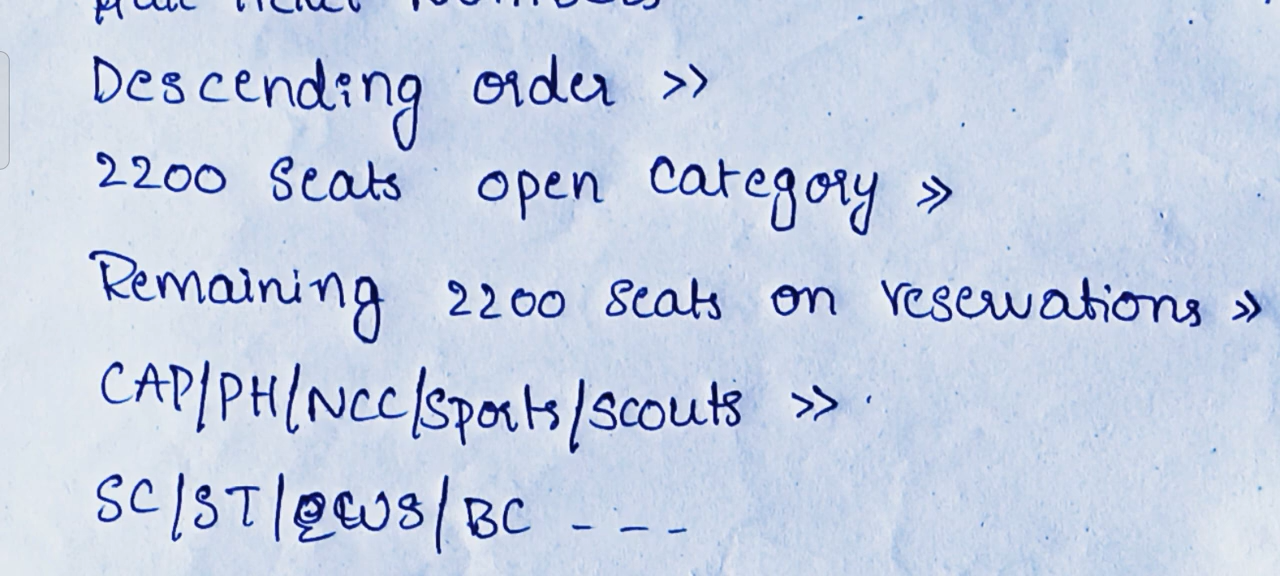 Descending order >>
2200 seats open category >>
Remaining 2200 seats on reservations >>
CAP/PH/NCC/Sports/scouts >>
SC/ST/EWS/BC - - -